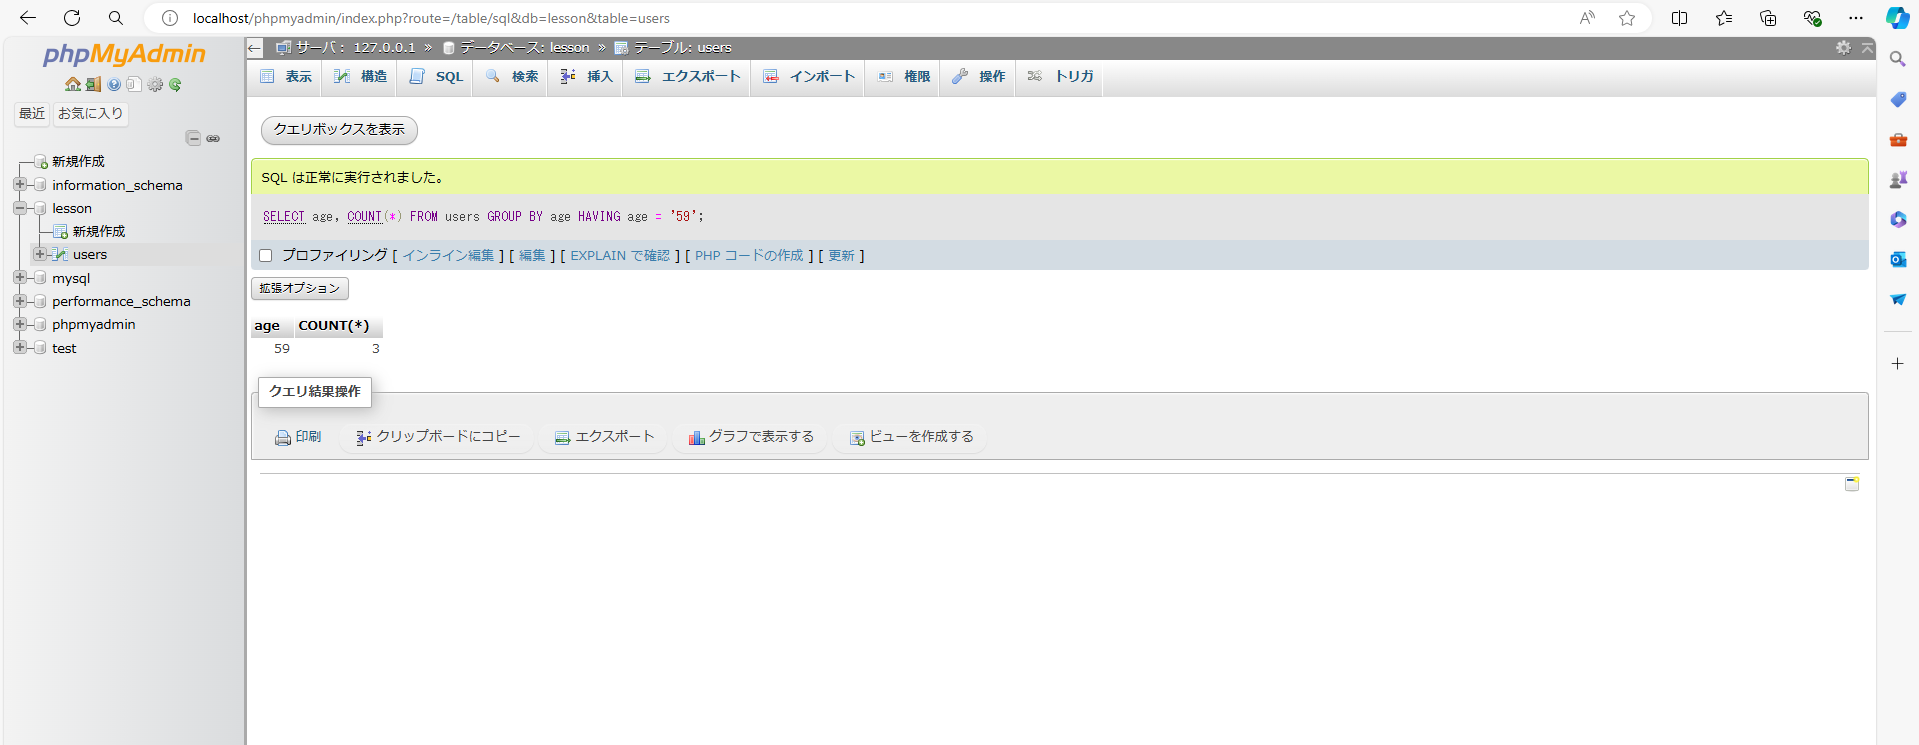 localhost/phpmyadmin/index.php?route=/table/sql&db=lesson&table=users
phpMyAdmin
最近 お気に入り
新規作成
information_schema
lesson
新規作成
users
mysql
performance_schema
phpmyadmin
test
サーバ: 127.0.0.1 » データベース: lesson » テーブル: users
表示 構造 SQL 検索 挿入 エクスポート インポート 権限 操作 トリガ
クエリボックスを表示
SQL は正常に実行されました。
SELECT age, COUNT(*) FROM users GROUP BY age HAVING age = '59';
プロファイリング [ インライン編集 ] [ 編集 ] [ EXPLAIN で確認 ] [ PHP コードの作成 ] [ 更新 ]
拡張オプション
age COUNT(*)
59 3
クエリ結果操作
印刷 クリップボードにコピー エクスポート グラフで表示する ビューを作成する